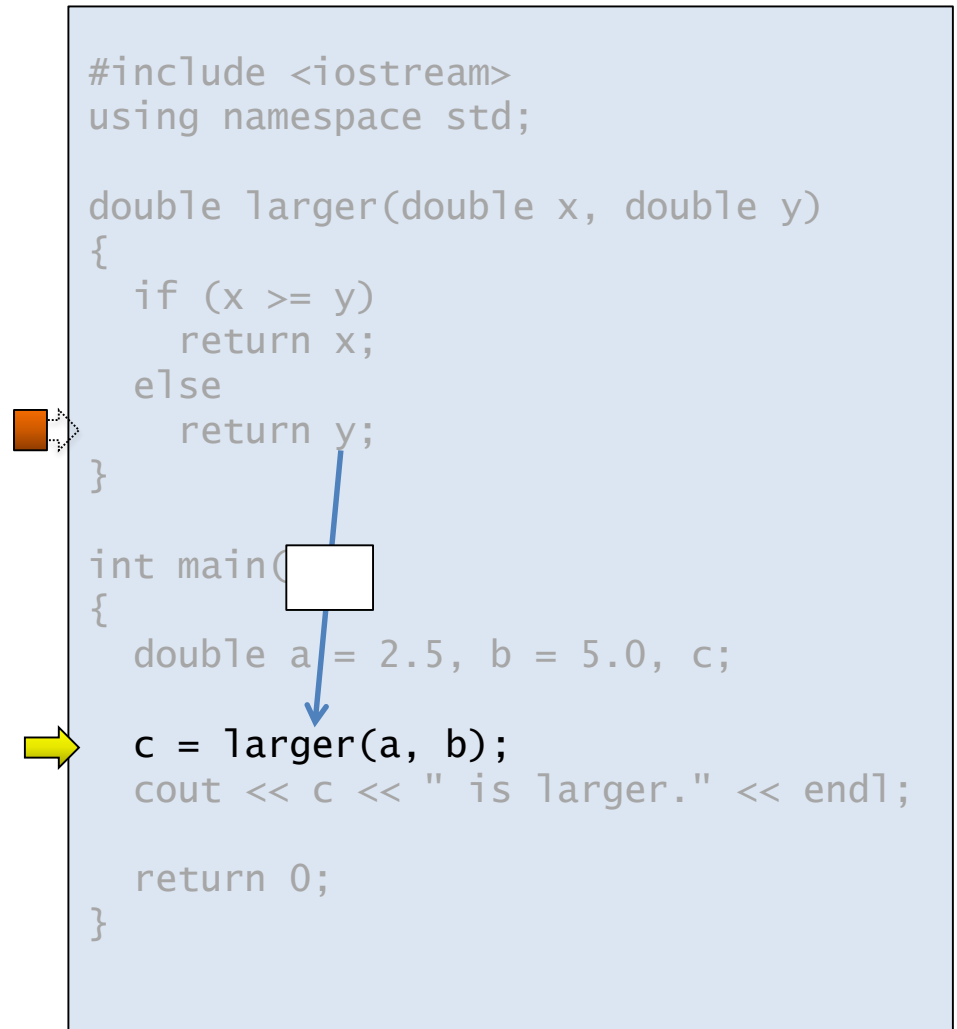 #include <iostream>
using namespace std;
double larger(double x, double y)
{
if (x >= y)
return x;
else
return y;
}
int main(
{
double a = 2.5, b = 5.0, c;
c = larger(a, b);
cout << c << " is larger." << endl;
return 0;
}